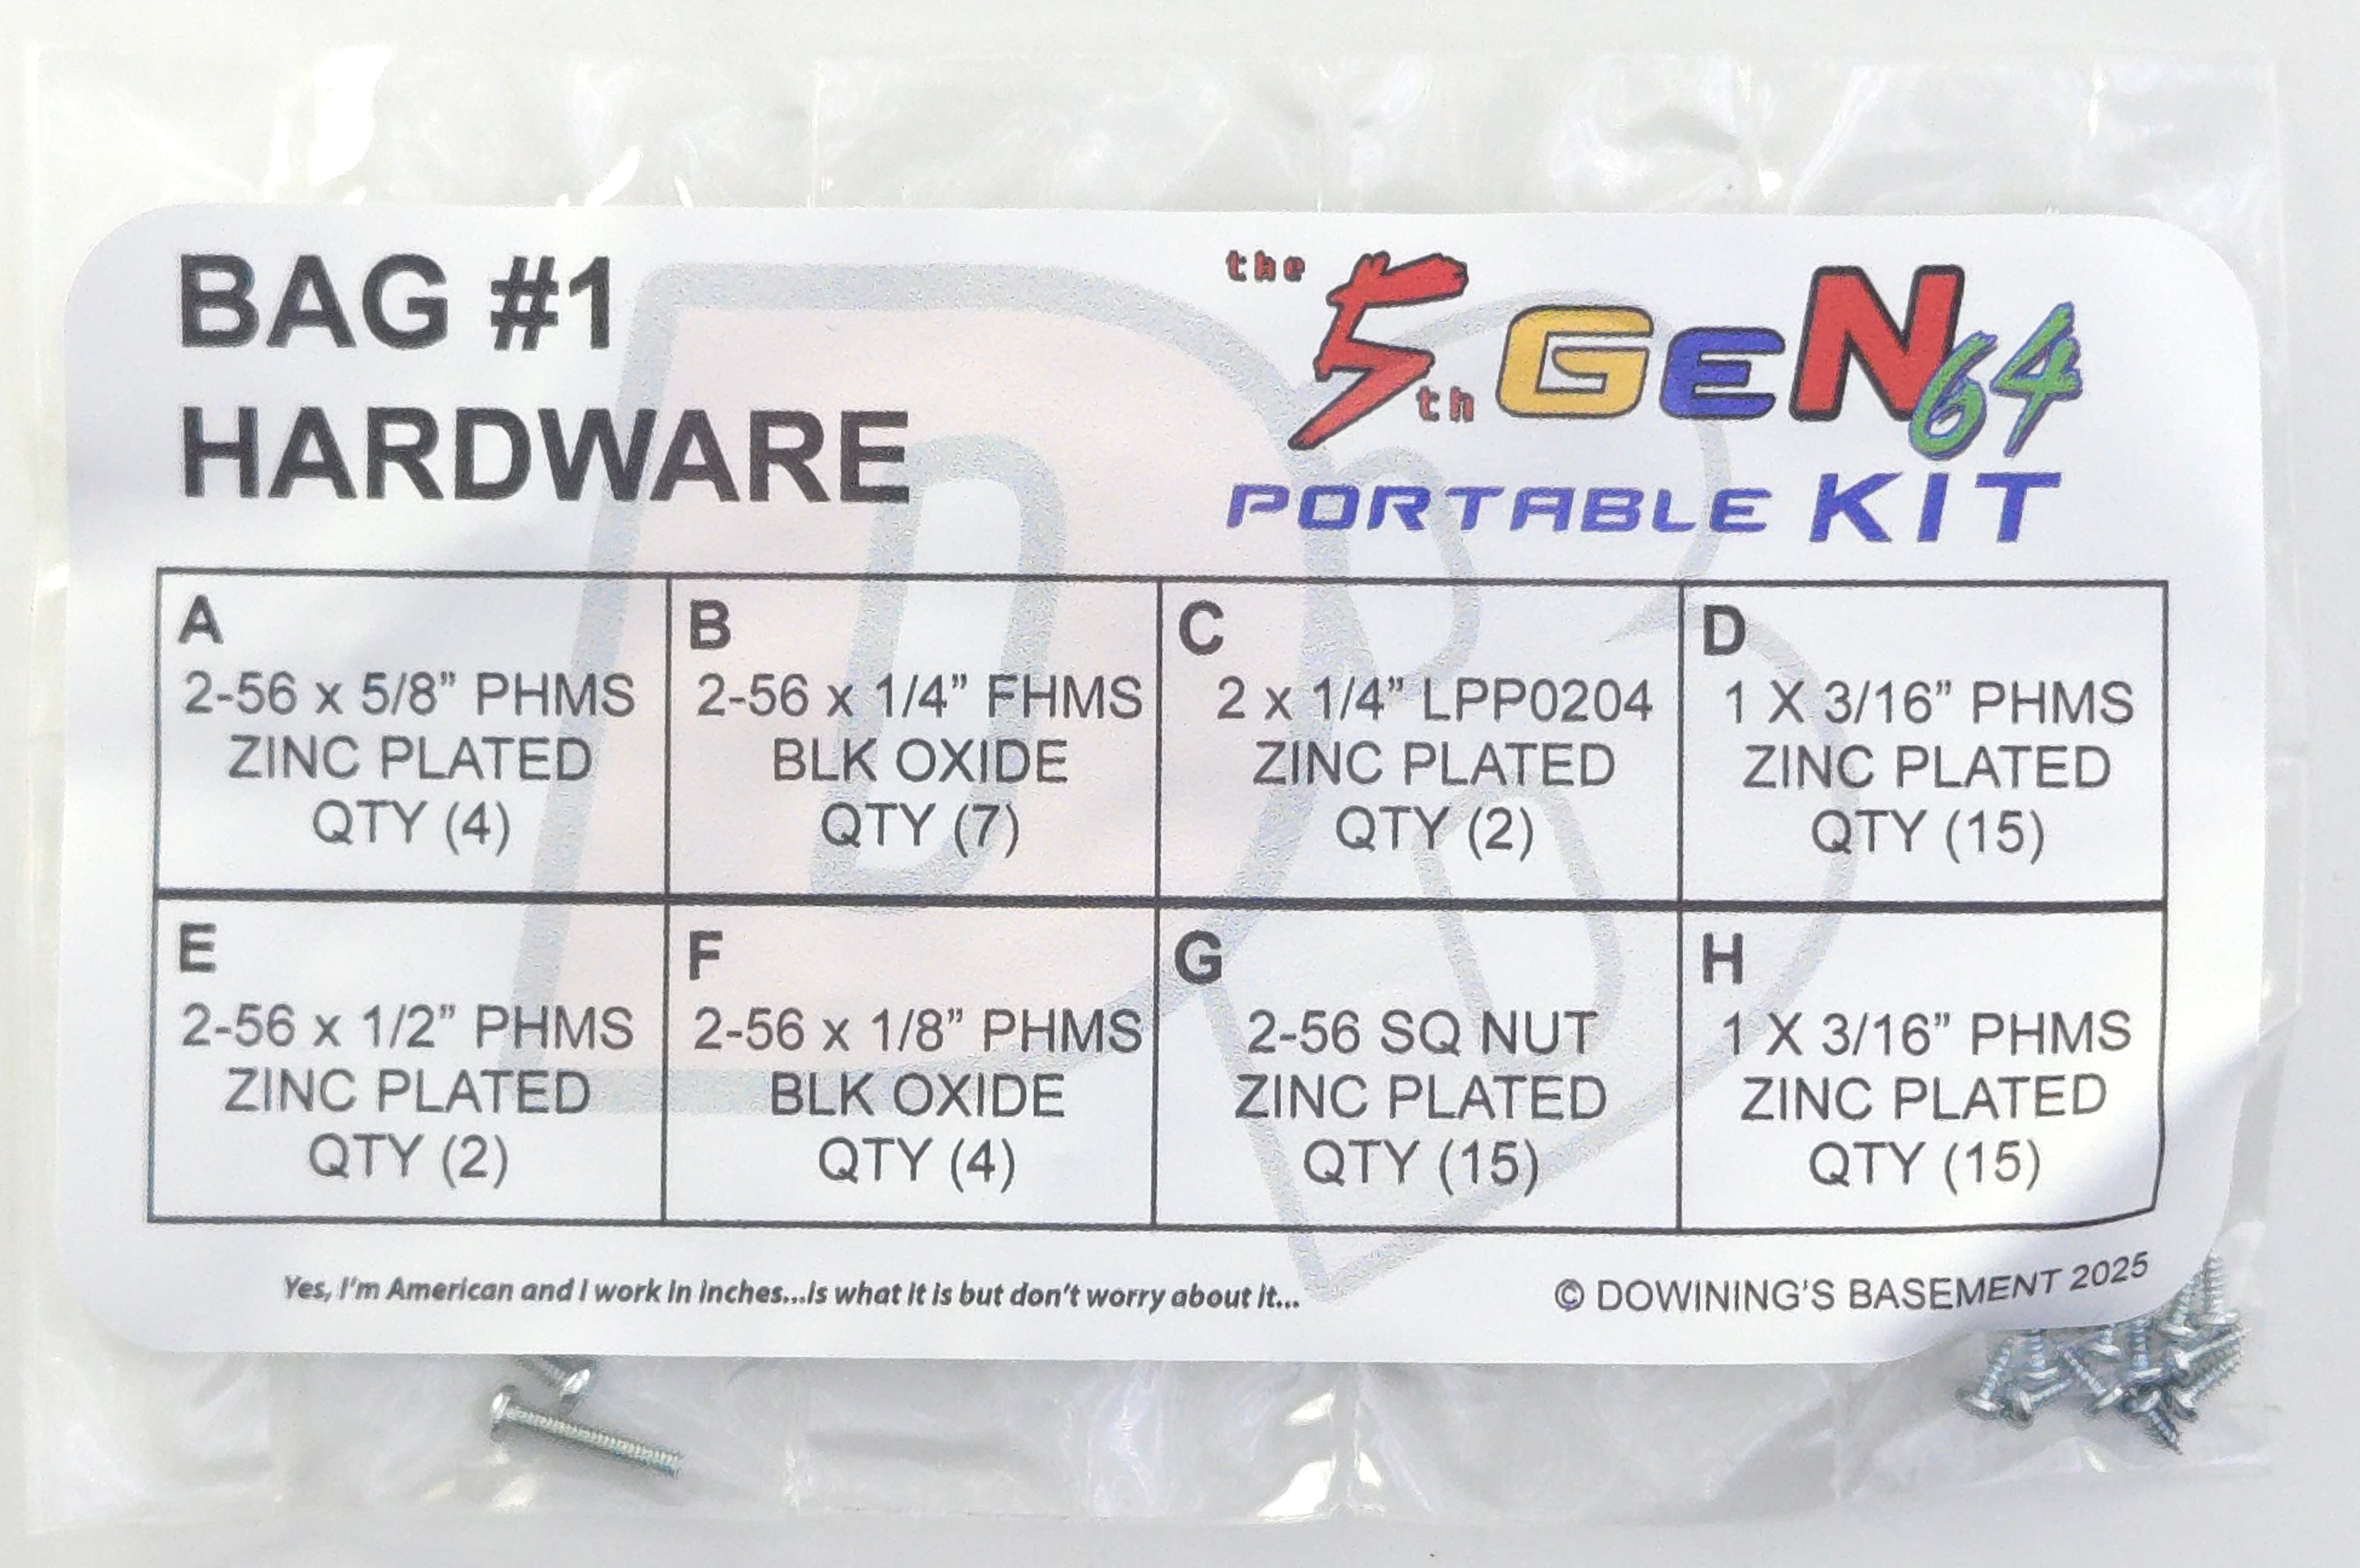 BAG #1
HARDWARE
the 5th GeN 64
PORTABLE KIT
A
2-56 x 5/8” PHMS
ZINC PLATED
QTY (4)
B
2-56 x 1/4” FHMS
BLK OXIDE
QTY (7)
C
2 x 1/4” LPP0204
ZINC PLATED
QTY (2)
D
1 X 3/16” PHMS
ZINC PLATED
QTY (15)
E
2-56 x 1/2” PHMS
ZINC PLATED
QTY (2)
F
2-56 x 1/8” PHMS
BLK OXIDE
QTY (4)
G
2-56 SQ NUT
ZINC PLATED
QTY (15)
H
1 X 3/16” PHMS
ZINC PLATED
QTY (15)
Yes, I'm American and I work in inches...is what it is but don't worry about it...
© DOWINING'S BASEMENT 2025